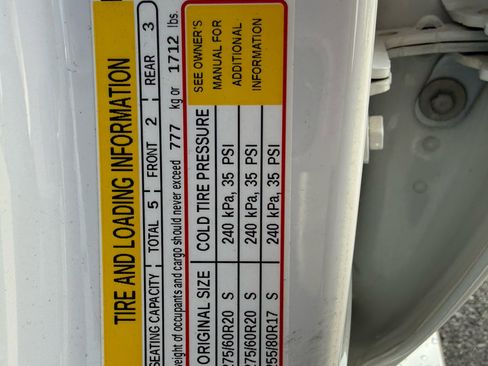 TIRE AND LOADING INFORMATION
SEATING CAPACITY TOTAL 5 FRONT 2 REAR 3
weight of occupants and cargo should never exceed 777 kg or 1712 lbs.
ORIGINAL SIZE COLD TIRE PRESSURE
275/60R20 S 240 kPa, 35 PSI
275/60R20 S 240 kPa, 35 PSI
255/80R17 S 240 kPa, 35 PSI
SEE OWNER'S
MANUAL FOR
ADDITIONAL
INFORMATION